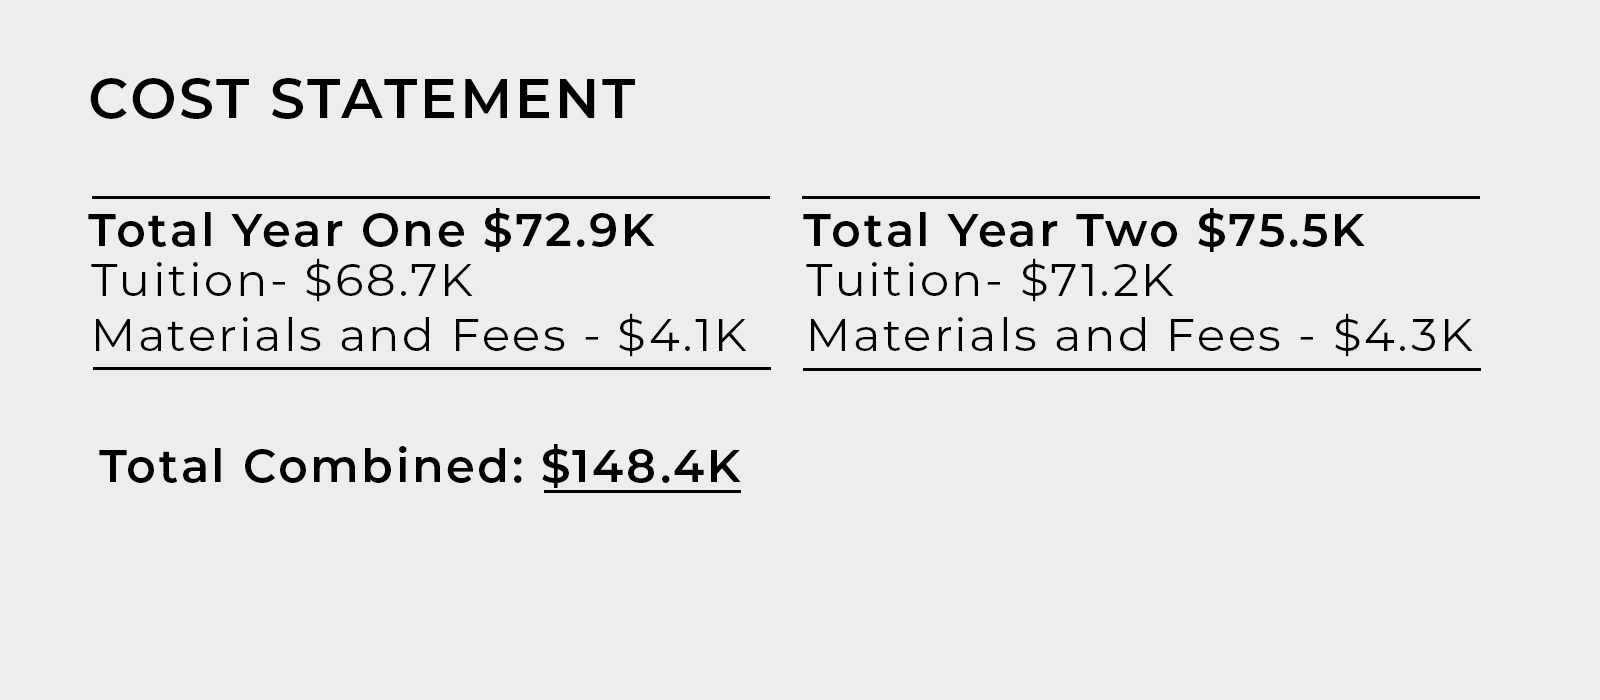 COST STATEMENT
Total Year One $72.9K
Tuition- $68.7K
Materials and Fees - $4.1K
Total Year Two $75.5K
Tuition- $71.2K
Materials and Fees - $4.3K
Total Combined: $148.4K